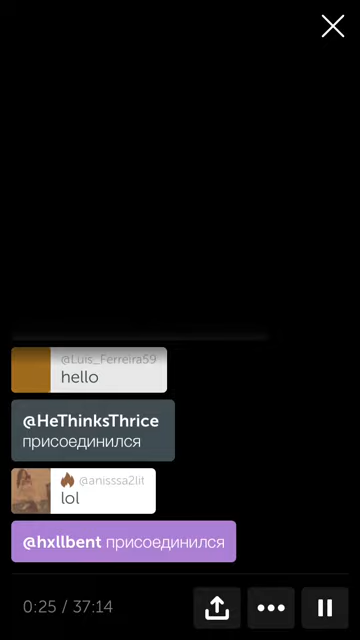 @Luis_Ferreira59
hello
@HeThinksThrice
присоединился
@anisssa2lit
lol
@hxllbent присоединился
0:25 / 37:14